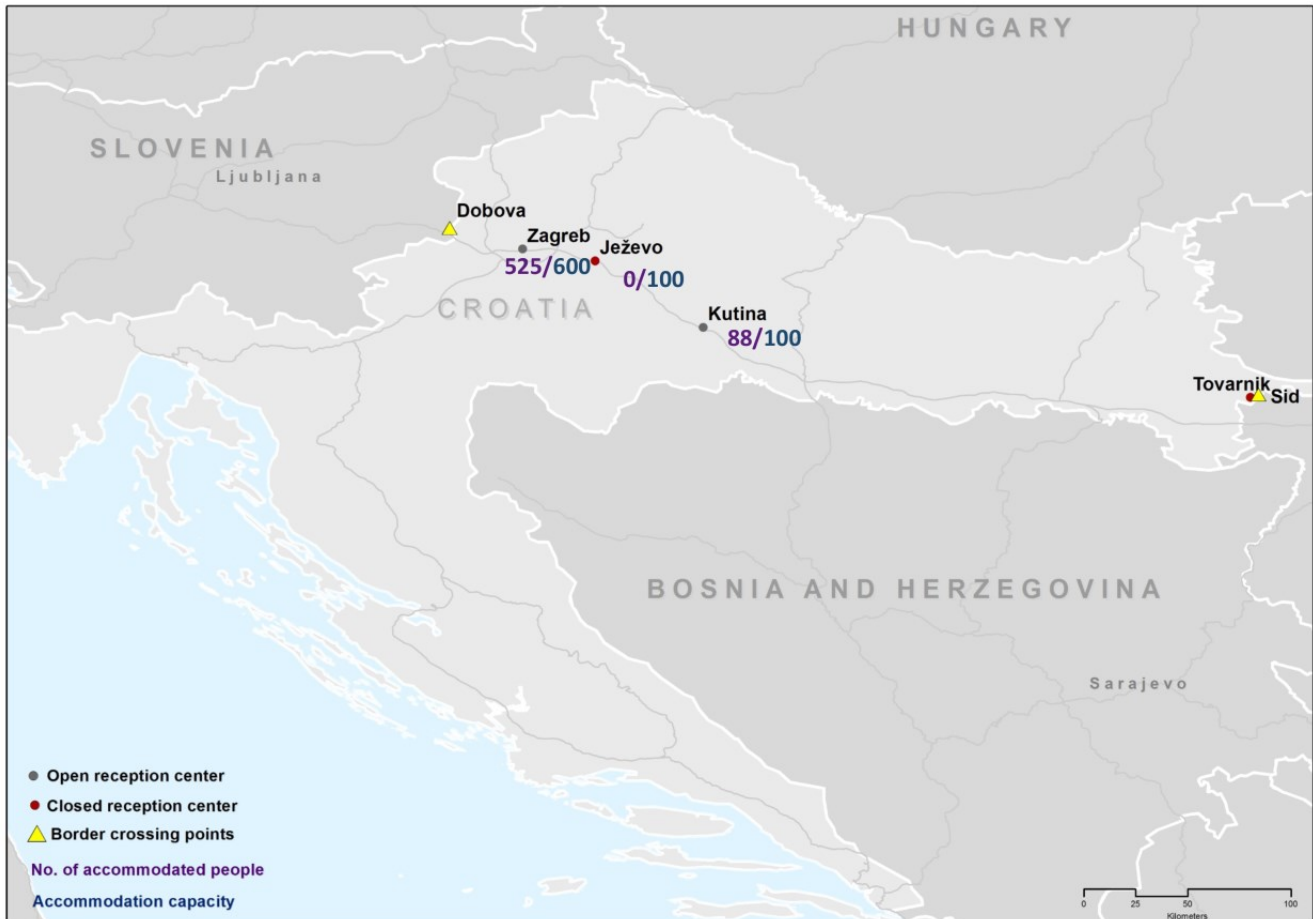 HUNGARY
SLOVENIA
Ljubljana
Dobova
Zagreb
525/600
Ježevo
0/100
CROATIA
Kutina
88/100
Tovarnik
Sid
BOSNIA AND HERZEGOVINA
Sarajevo
Open reception center
Closed reception center
Border crossing points
No. of accommodated people
Accommodation capacity
0 25 50 100
Kilometers